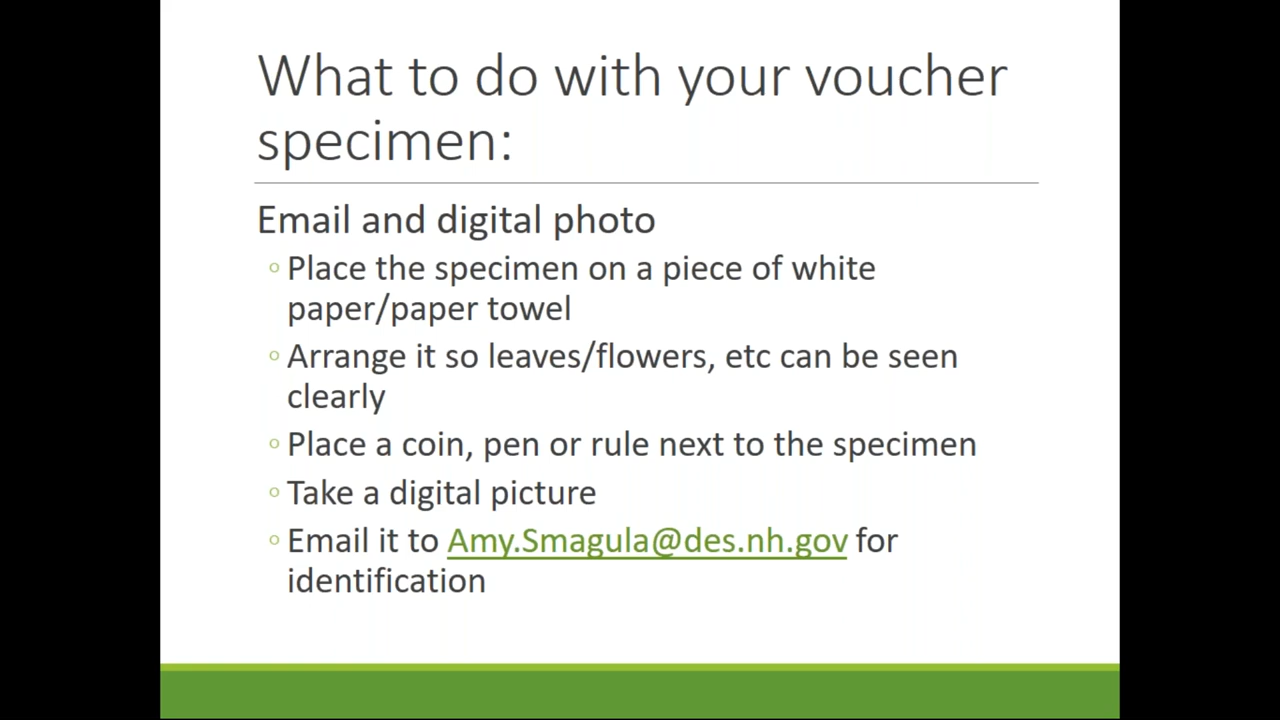 What to do with your voucher
specimen:
Email and digital photo
Place the specimen on a piece of white
paper/paper towel
Arrange it so leaves/flowers, etc can be seen
clearly
Place a coin, pen or rule next to the specimen
Take a digital picture
Email it to Amy.Smagula@des.nh.gov for
identification